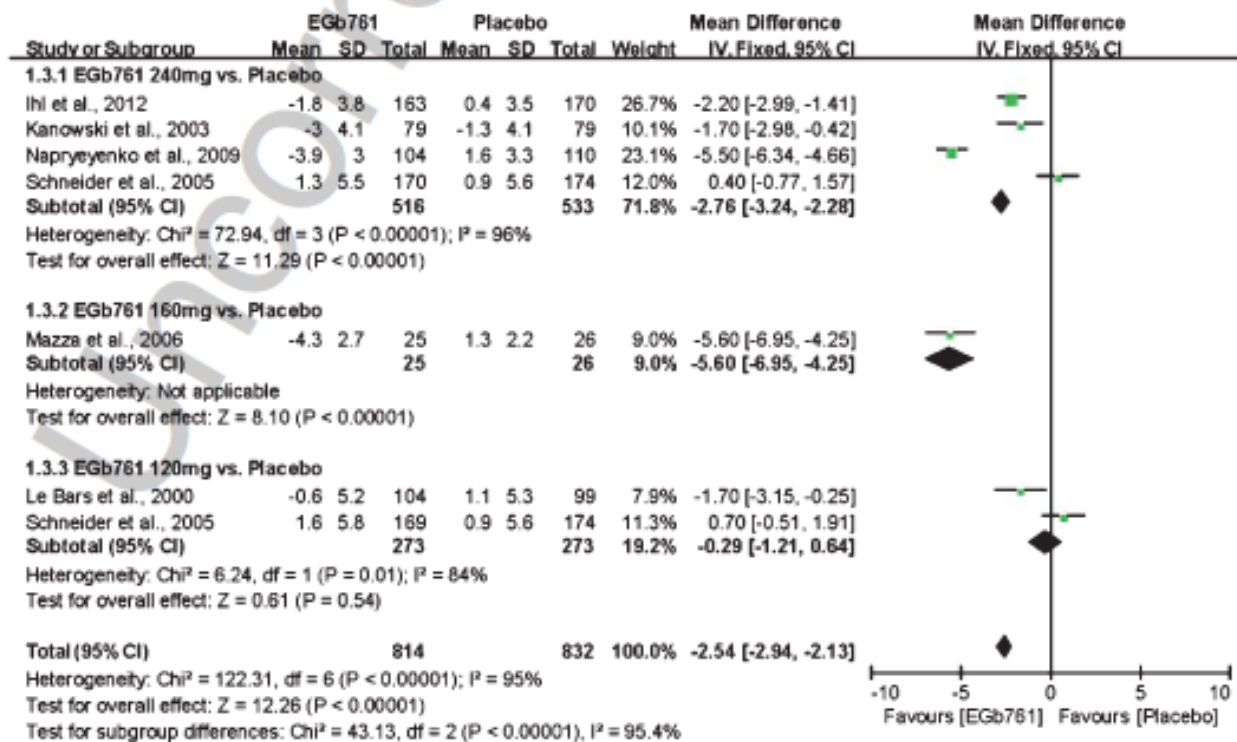 EGb761 Placebo Mean Difference Mean Difference
Study or Subgroup Mean SD Total Mean SD Total Weight IV, Fixed, 95% CI IV, Fixed, 95% CI
1.3.1 EGb761 240mg vs. Placebo
Ihl et al., 2012 -1.8 3.8 163 0.4 3.5 170 26.7% -2.20 [-2.99, -1.41]
Kanowski et al., 2003 -3 4.1 79 -1.3 4.1 79 10.1% -1.70 [-2.98, -0.42]
Napryeyenko et al., 2009 -3.9 3 104 1.6 3.3 110 23.1% -5.50 [-6.34, -4.66]
Schneider et al., 2005 1.3 5.5 170 0.9 5.6 174 12.0% 0.40 [-0.77, 1.57]
Subtotal (95% CI) 516 533 71.8% -2.76 [-3.24, -2.28]
Heterogeneity: Chi² = 72.94, df = 3 (P < 0.00001); I² = 96%
Test for overall effect: Z = 11.29 (P < 0.00001)
1.3.2 EGb761 160mg vs. Placebo
Mazza et al., 2006 -4.3 2.7 25 1.3 2.2 26 9.0% -5.60 [-6.95, -4.25]
Subtotal (95% CI) 25 26 9.0% -5.60 [-6.95, -4.25]
Heterogeneity: Not applicable
Test for overall effect: Z = 8.10 (P < 0.00001)
1.3.3 EGb761 120mg vs. Placebo
Le Bars et al., 2000 -0.6 5.2 104 1.1 5.3 99 7.9% -1.70 [-3.15, -0.25]
Schneider et al., 2005 1.6 5.8 169 0.9 5.6 174 11.3% 0.70 [-0.51, 1.91]
Subtotal (95% CI) 273 273 19.2% -0.29 [-1.21, 0.64]
Heterogeneity: Chi² = 6.24, df = 1 (P = 0.01); I² = 84%
Test for overall effect: Z = 0.61 (P = 0.54)
Total (95% CI) 814 832 100.0% -2.54 [-2.94, -2.13]
Heterogeneity: Chi² = 122.31, df = 6 (P < 0.00001); I² = 95%
Test for overall effect: Z = 12.26 (P < 0.00001)
Test for subgroup differences: Chi² = 43.13, df = 2 (P < 0.00001), I² = 95.4%
-10 -5 0 5 10
Favours [EGb761] Favours [Placebo]
Uncorr